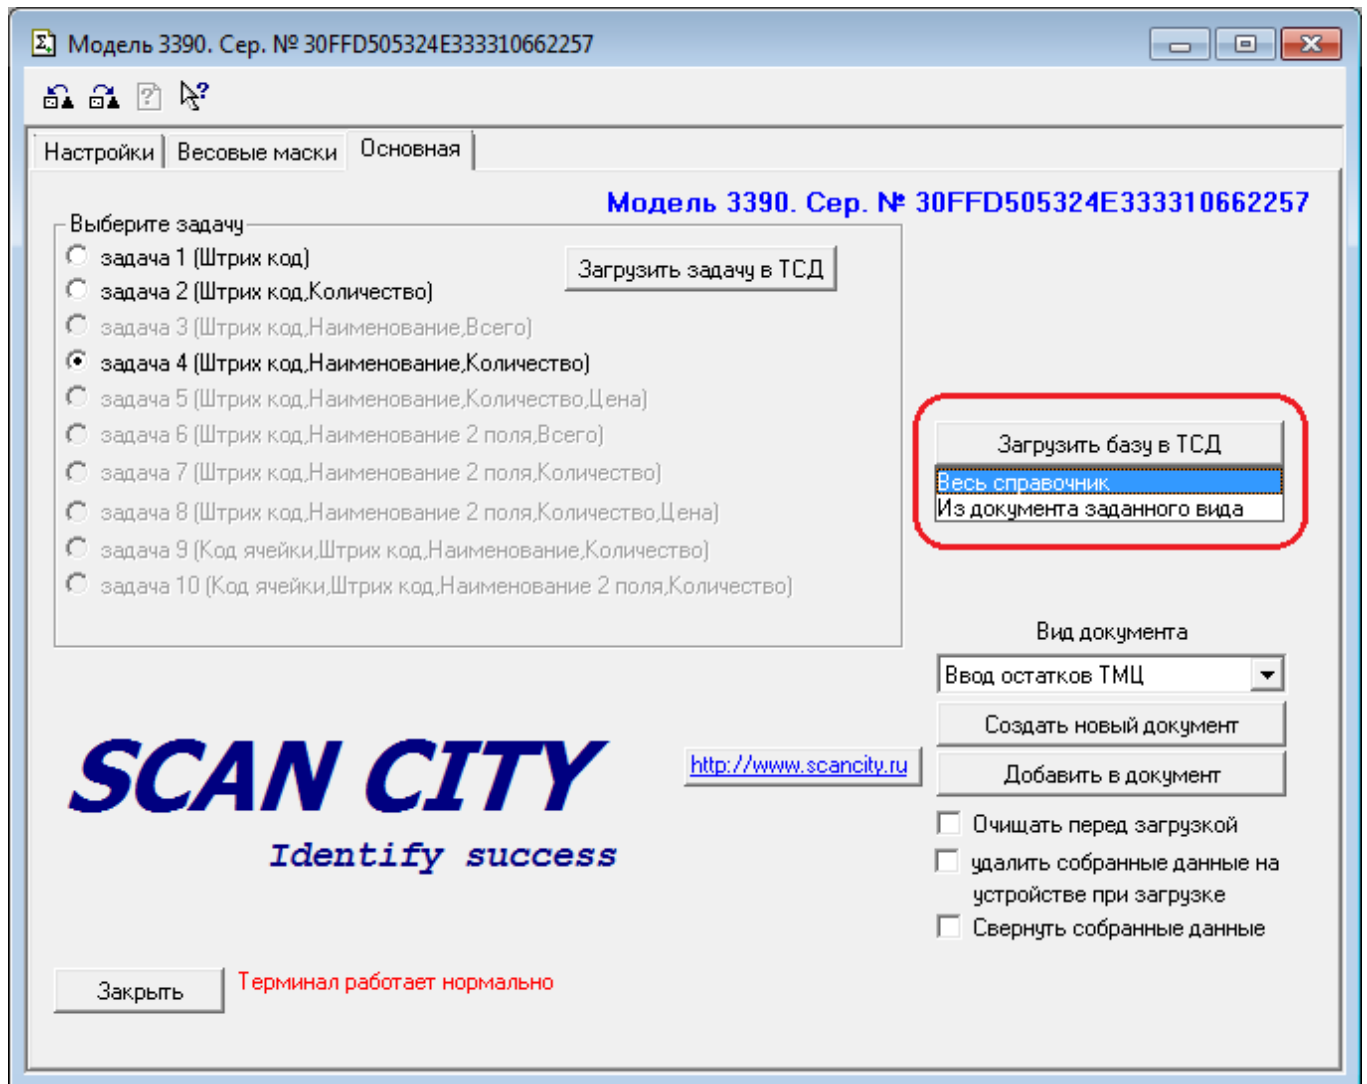 Модель 3390. Сер. № 30FFD505324E333310662257
Настройки
Весовые маски
Основная
Модель 3390. Сер. № 30FFD505324E333310662257
Выберите задачу
задача 1 (Штрих код)
Загрузить задачу в ТСД
задача 2 (Штрих код,Количество)
задача 3 (Штрих код,Наименование,Всего)
задача 4 (Штрих код,Наименование,Количество)
задача 5 (Штрих код,Наименование,Количество,Цена)
задача 6 (Штрих код,Наименование 2 поля,Всего)
задача 7 (Штрих код,Наименование 2 поля,Количество)
задача 8 (Штрих код,Наименование 2 поля,Количество,Цена)
задача 9 (Код ячейки,Штрих код,Наименование,Количество)
задача 10 (Код ячейки,Штрих код,Наименование 2 поля,Количество)
Загрузить базу в ТСД
Весь справочник
Из документа заданного вида
Вид документа
Ввод остатков ТМЦ
Создать новый документ
Добавить в документ
Очищать перед загрузкой
удалить собранные данные на
устройстве при загрузке
Свернуть собранные данные
SCAN CITY
Identify success
http://www.scancity.ru
Закрыть
Терминал работает нормально